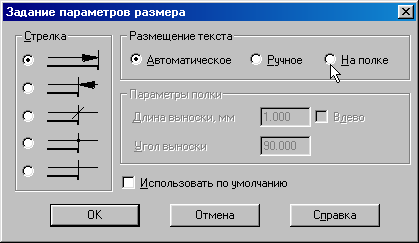 Задание параметров размера
Стрелка
Размещение текста
Автоматическое
Ручное
На полке
Параметры полки
Длина выноски, мм
1.000
Влево
Угол выноски
90.000
Использовать по умолчанию
OK
Отмена
Справка